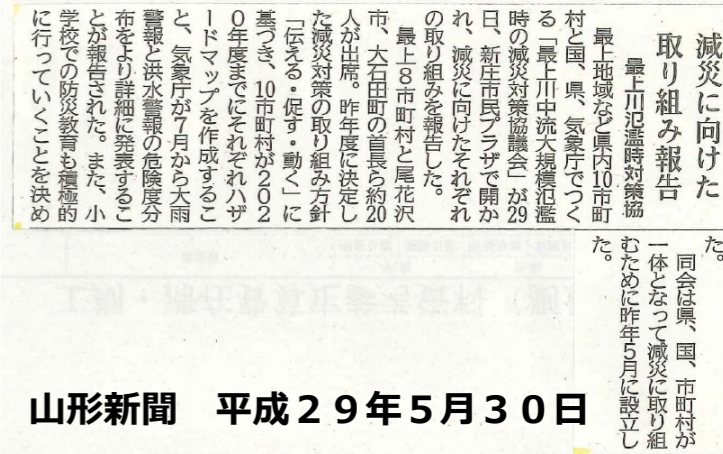 減災に向けた
取り組み報告
最上川氾濫時対策協
最上地域など県内10市町
村と国、県、気象庁でつく
る「最上川中流大規模氾濫
時の減災対策協議会」が29
日、新庄市民プラザで開か
れ、減災に向けたそれぞれ
の取り組みを報告した。
最上8市町村と尾花沢
市、大石田町の首長ら約20
人が出席。昨年度に決定し
た減災対策の取り組み方針
「伝える・促す・動く」に
基づき、10市町村が202
0年度までにそれぞれハザ
ードマップを作成するこ
と、気象庁が7月から大雨
警報と洪水警報の危険度分
布をより詳細に発表するこ
とが報告された。また、小
学校での防災教育も積極的
に行っていくことを決め
た。
同会は県、国、市町村が
一体となって減災に取り組
むために昨年5月に設立し
た。
山形新聞　平成２９年５月３０日